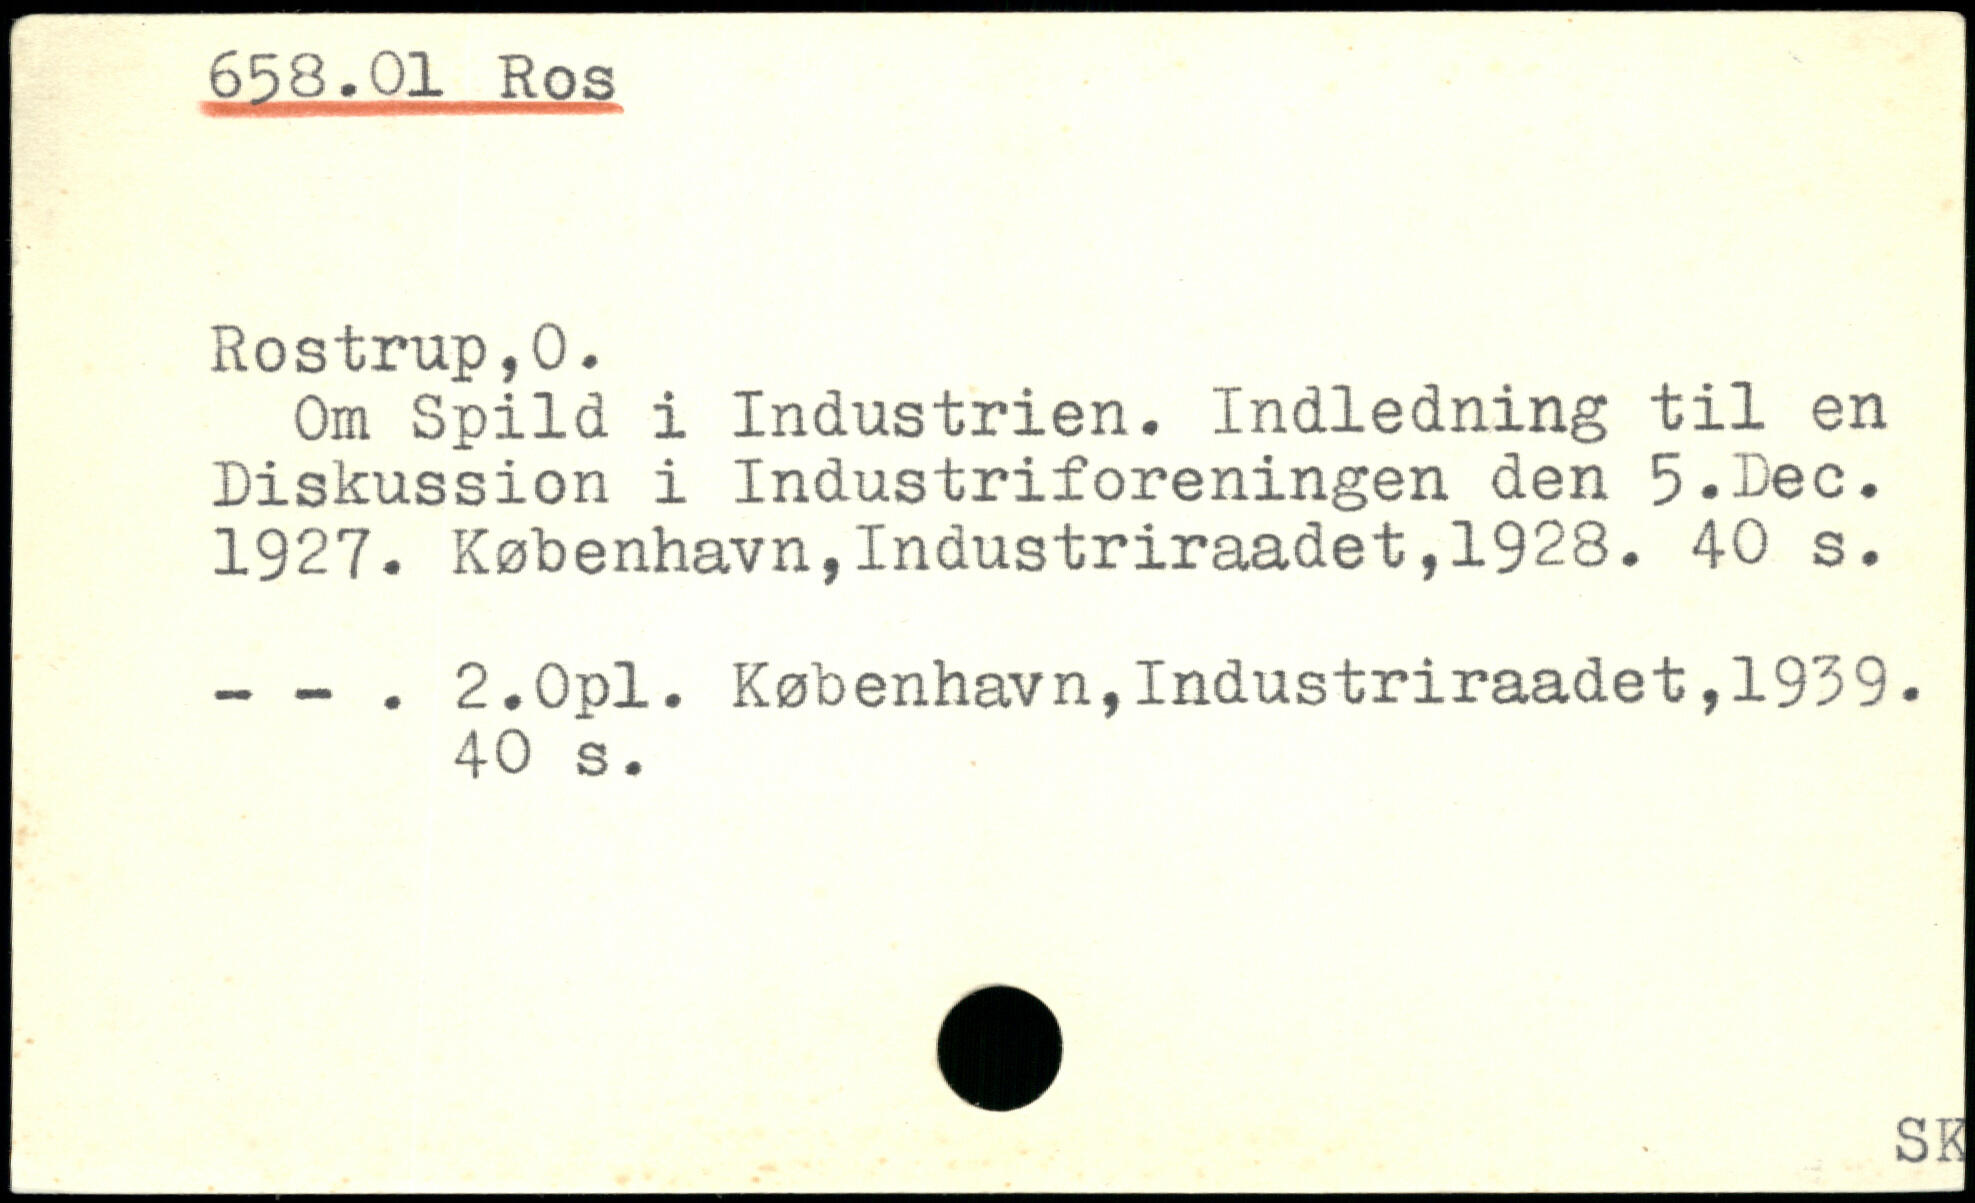 658.01 Ros
Rostrup,O.
Om Spild i Industrien. Indledning til en
Diskussion i Industriforeningen den 5.Dec.
1927. København,Industriraadet,1928. 40 s.
- - . 2.Opl. København,Industriraadet,1939.
40 s.
SK